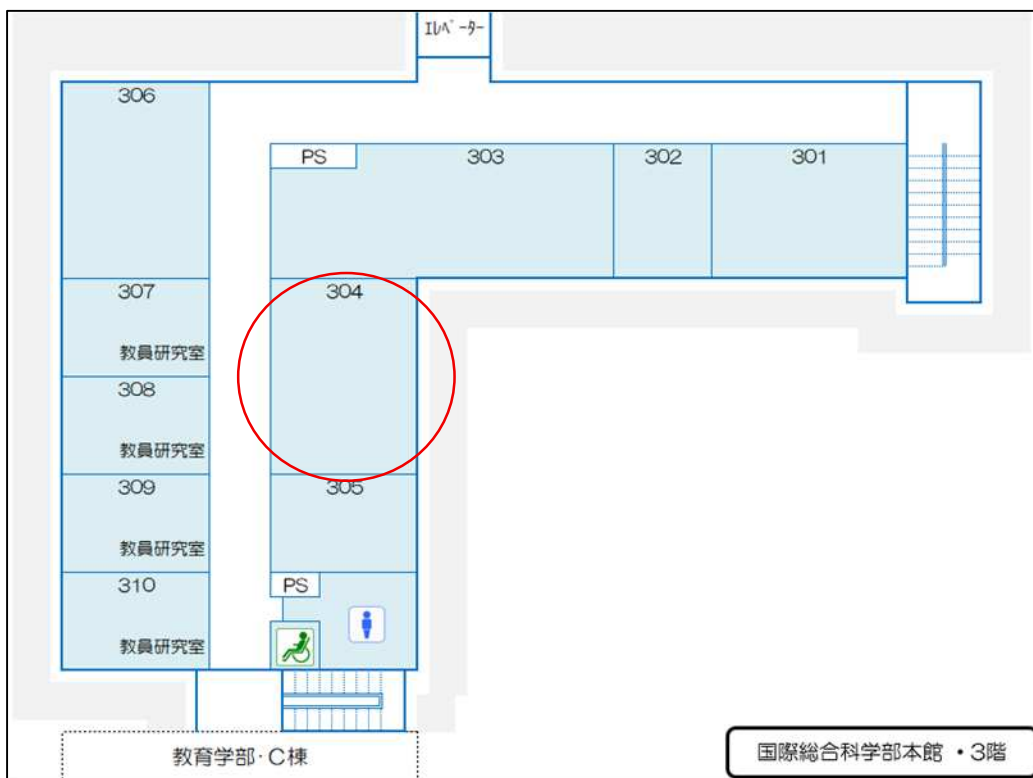 エレベーター
306
PS
303
302
301
307
教員研究室
304
308
教員研究室
309
教員研究室
305
310
教員研究室
PS
教育学部・C棟
国際総合科学部本館 ・3階